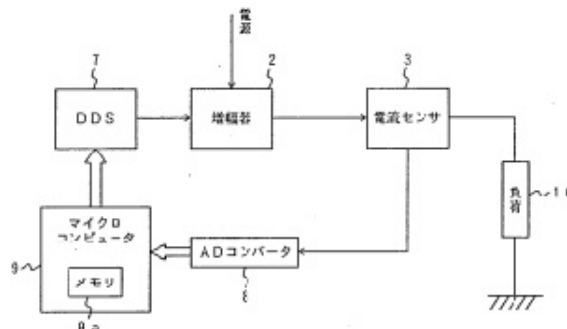 電源
7
2
3
DDS
増幅器
電流センサ
負荷
10
マイクロ
コンピュータ
ADコンバータ
9
メモリ
8
9a